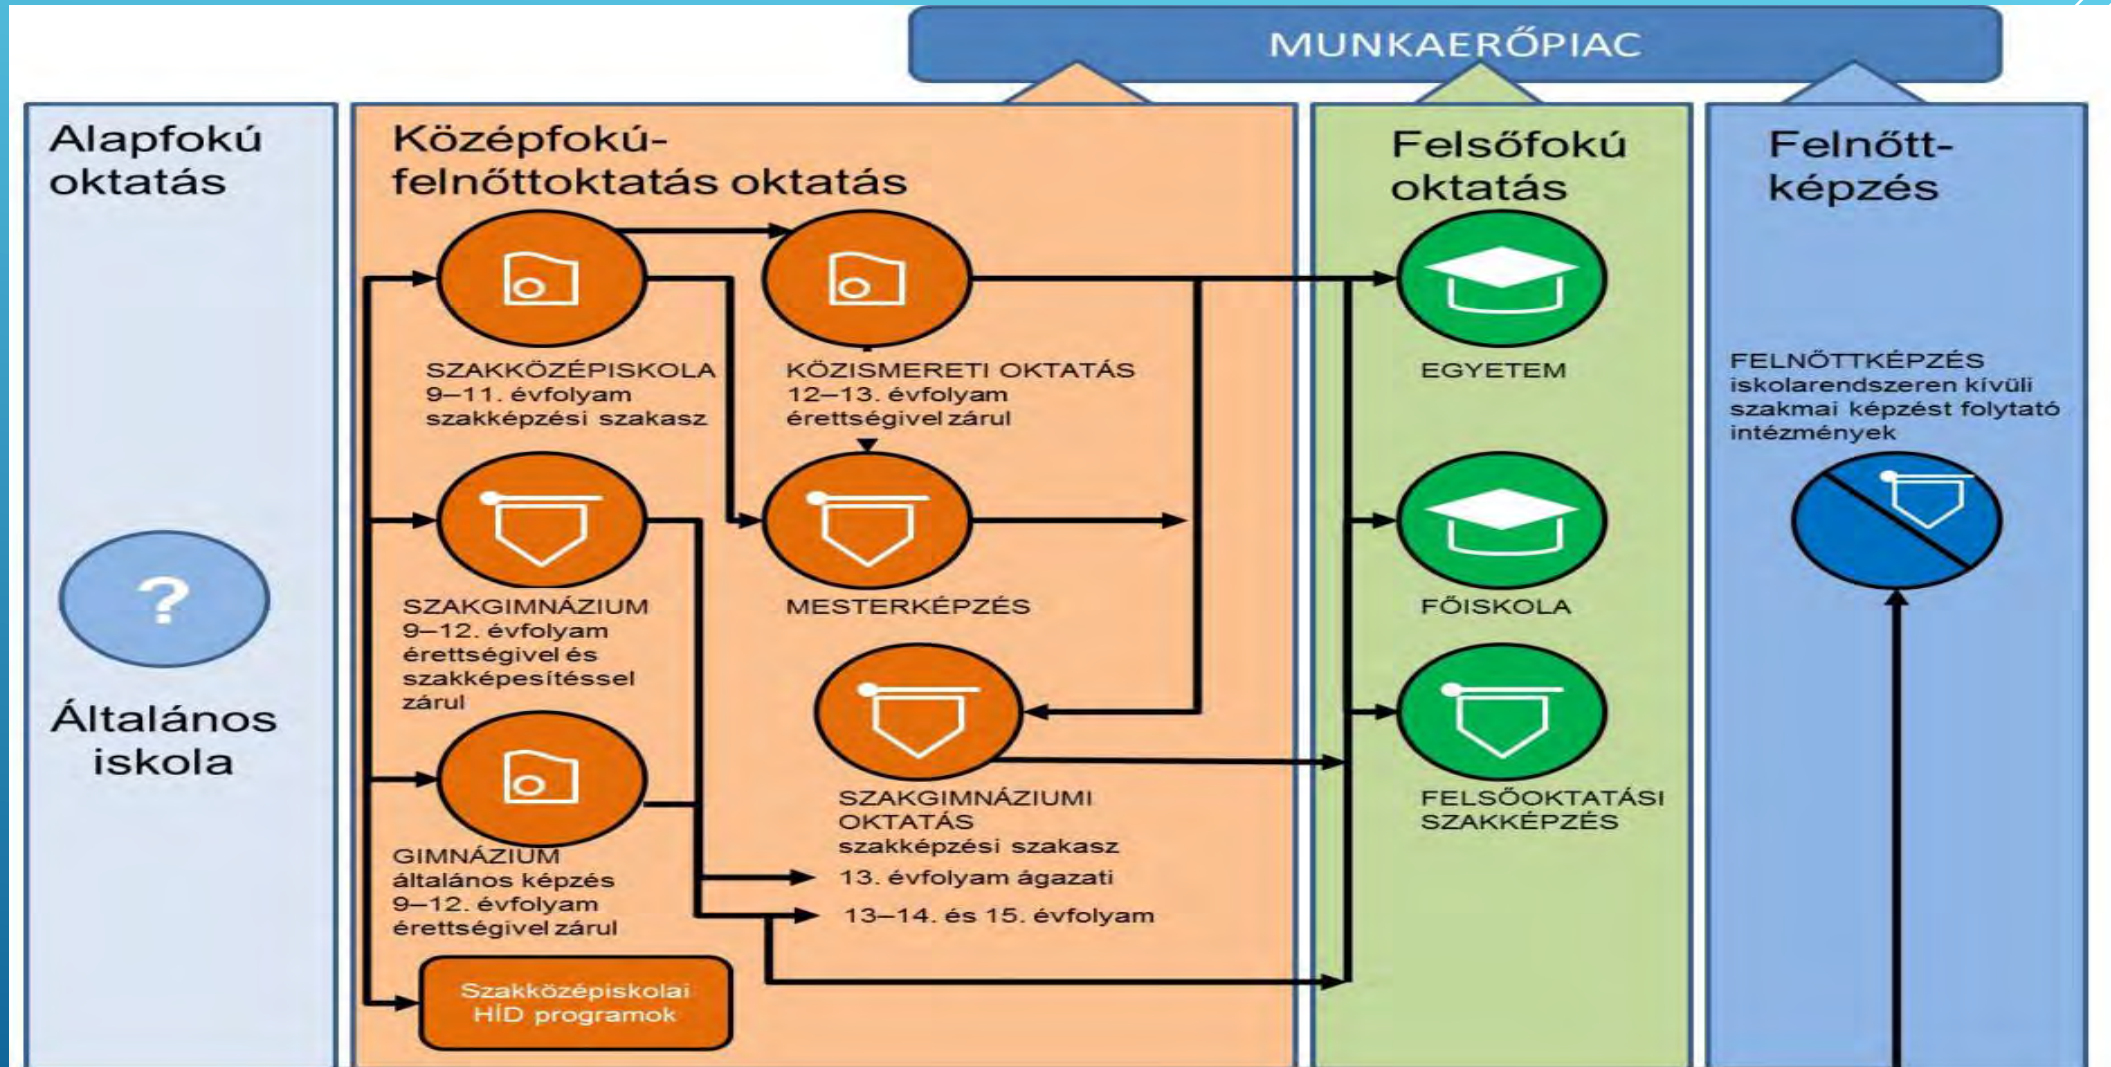 MUNKAERŐPIAC
Alapfokú
oktatás
?
Általános
iskola
Középfokú-
felnőttoktatás oktatás
SZAKKÖZÉPISKOLA
9–11. évfolyam
szakképzési szakasz
KÖZISMERETI OKTATÁS
12–13. évfolyam
érettségivel zárul
SZAKGIMNÁZIUM
9–12. évfolyam
érettségivel és
szakképesítéssel
zárul
MESTERKÉPZÉS
GIMNÁZIUM
általános képzés
9–12. évfolyam
érettségivel zárul
SZAKGIMNÁZIUMI
OKTATÁS
szakképzési szakasz
13. évfolyam ágazati
13–14. és 15. évfolyam
Szakközépiskolai
HÍD programok
Felsőfokú
oktatás
EGYETEM
FŐISKOLA
FELSŐOKTATÁSI
SZAKKÉPZÉS
Felnőtt-
képzés
FELNŐTTKÉPZÉS
iskolarendszeren kívüli
szakmai képzést folytató
intézmények